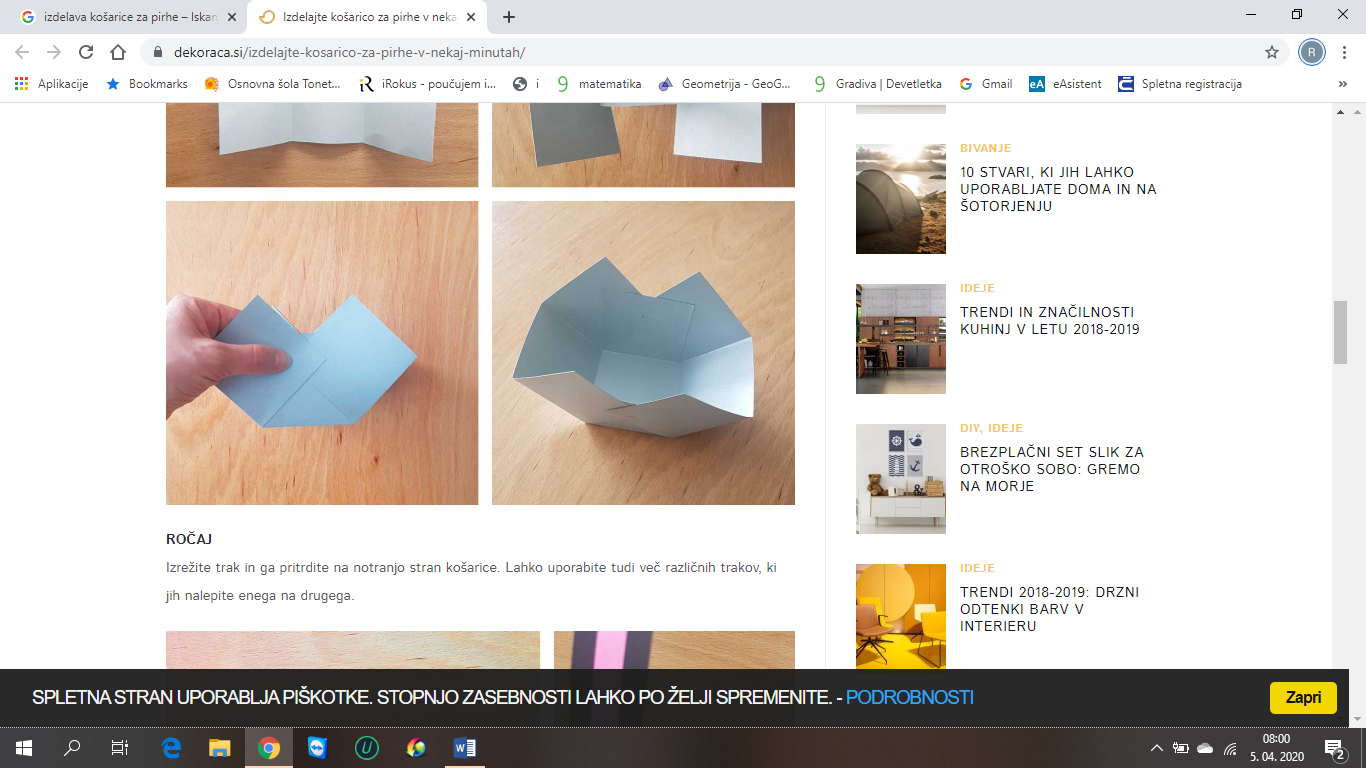 izdelava košarice za pirhe – Iskan
Izdelajte košarico za pirhe v neka
dekoraca.si/izdelajte-kosarico-za-pirhe-v-nekaj-minutah/
R
Aplikacije
Bookmarks
Osnovna šola Tonet...
iRokus - poučujem i...
i
matematika
Geometrija - GeoG...
Gradiva | Devetletka
Gmail
eA
eAsistent
Spletna registracija
»
BIVANJE
10 STVARI, KI JIH LAHKO
UPORABLJATE DOMA IN NA
ŠOTORJENJU
IDEJE
TRENDI IN ZNAČILNOSTI
KUHINJ V LETU 2018-2019
DIY, IDEJE
BREZPLAČNI SET SLIK ZA
OTROŠKO SOBO: GREMO
NA MORJE
IDEJE
TRENDI 2018-2019: DRZNI
ODTENKI BARV V
INTERIERU
ROČAJ
Izrežite trak in ga pritrdite na notranjo stran košarice. Lahko uporabite tudi več različnih trakov, ki
jih nalepite enega na drugega.
SPLETNA STRAN UPORABLJA PIŠKOTKE. STOPNJO ZASEBNOSTI LAHKO PO ŽELJI SPREMENITE. - PODROBNOSTI
Zapri
08:00
5. 04. 2020
2